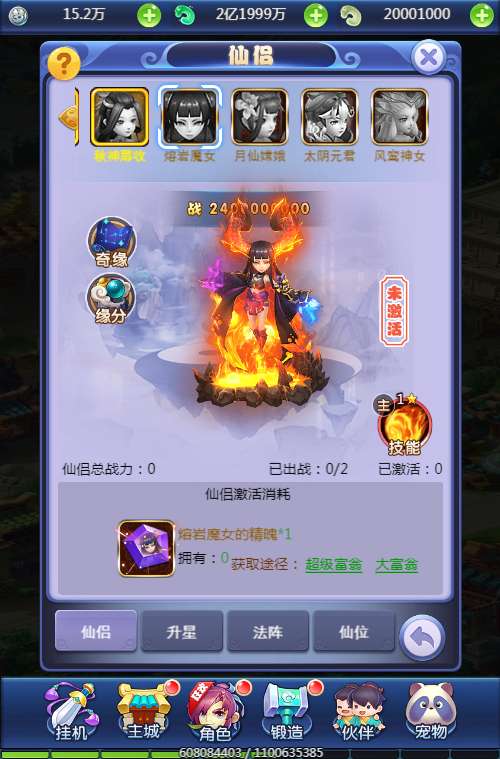 15.2万 2亿1999万 20001000
仙侣
秋神蓐收 熔岩魔女 月仙嫦娥 太阴元君 风鸾神女
战 2400000000
奇缘
缘分
未激活
主 1
技能
仙侣总战力：0 已出战：0/2 已激活：0
仙侣激活消耗
熔岩魔女的精魄*1
拥有：0 获取途径： 超级富翁 大富翁
仙侣 升星 法阵 仙位
狂欢
挂机 主城 角色 锻造 伙伴 宠物
608084403 / 1100635385